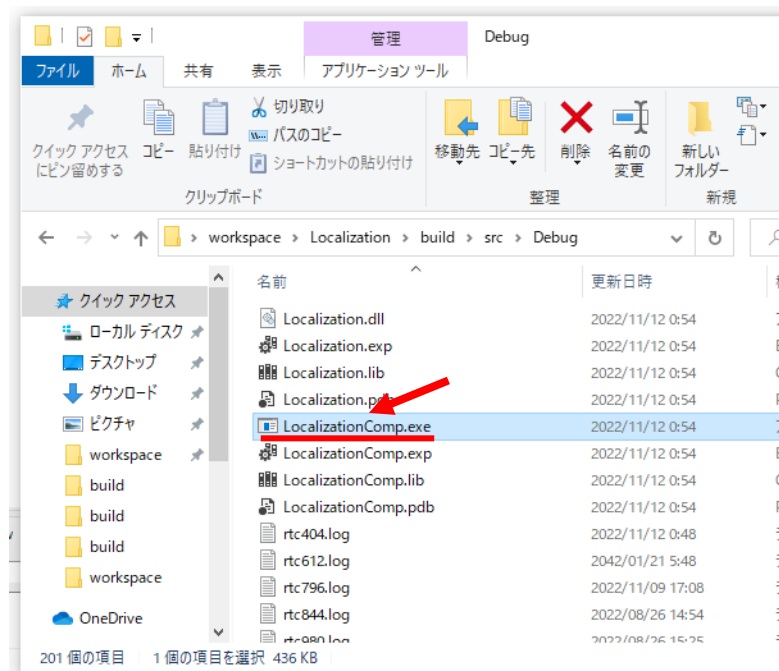 管理
Debug
ファイル
ホーム
共有
表示
アプリケーション ツール
クイック アクセス
にピン留めする
コピー
貼り付け
切り取り
パスのコピー
ショートカットの貼り付け
移動先
コピー先
削除
名前の
変更
新しい
フォルダー
クリップボード
整理
新規
workspace
Localization
build
src
Debug
名前
更新日時
クイック アクセス
ローカル ディスク
デスクトップ
ダウンロード
ピクチャ
workspace
build
build
build
workspace
OneDrive
Localization.dll 2022/11/12 0:54
Localization.exp 2022/11/12 0:54
Localization.lib 2022/11/12 0:54
Localization.pdb 2022/11/12 0:54
LocalizationComp.exe 2022/11/12 0:54
LocalizationComp.exp 2022/11/12 0:54
LocalizationComp.lib 2022/11/12 0:54
LocalizationComp.pdb 2022/11/12 0:54
rtc404.log 2022/11/12 0:48
rtc612.log 2042/01/21 5:48
rtc796.log 2022/11/09 17:08
rtc844.log 2022/08/26 14:54
rtc980.log 2022/08/26 15:25
201 個の項目
1 個の項目を選択 436 KB